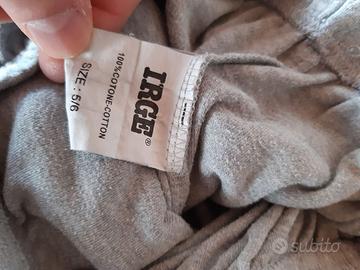 IRGE®
100%COTONE-COTTON
SIZE: 5/6
subito